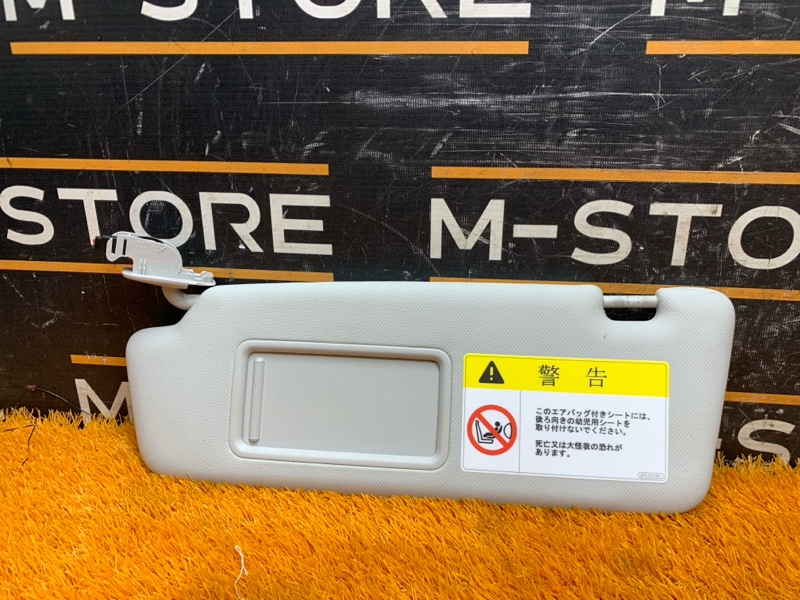 M-STORE M
STORE M-STO
警告
このエアバッグ付きシートには、
後ろ向きの幼児用シートを
取り付けないでください。
死亡又は大怪我の恐れが
あります。